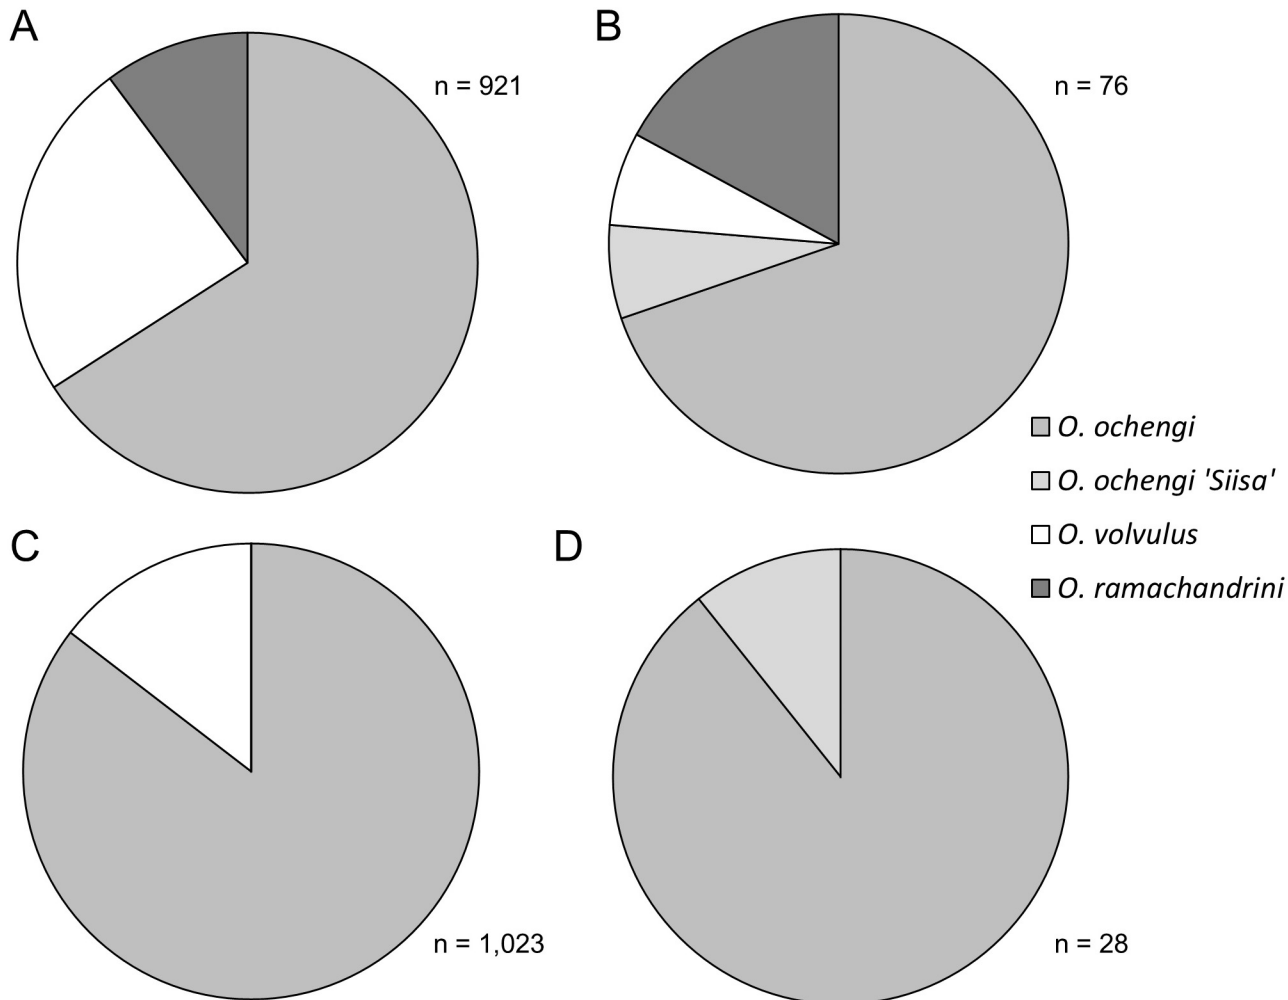 A
n = 921
B
n = 76
O. ochengi
O. ochengi 'Siisa'
O. volvulus
O. ramachandrini
C
n = 1,023
D
n = 28